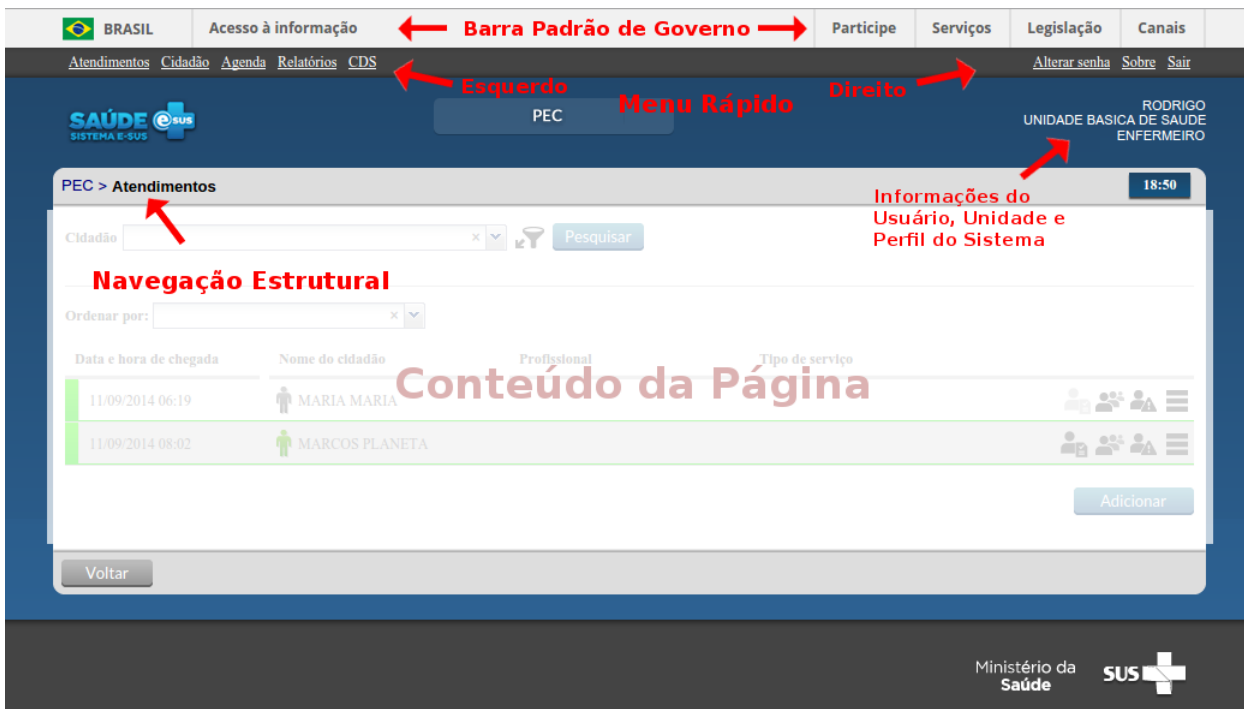 BRASIL Acesso à informação Barra Padrão de Governo Participe Serviços Legislação Canais
Atendimentos Cidadão Agenda Relatórios CDS Alterar senha Sobre Sair
Esquerdo Menu Rápido Direito
SAÚDE e sus
SISTEMA E-SUS
PEC
RODRIGO
UNIDADE BASICA DE SAUDE
ENFERMEIRO
PEC > Atendimentos 18:50
Informações do
Usuário, Unidade e
Perfil do Sistema
Cidadão × Pesquisar
Navegação Estrutural
Ordenar por: ×
Data e hora de chegada Nome do cidadão Profissional Tipo de serviço
Conteúdo da Página
11/09/2014 06:19 MARIA MARIA
11/09/2014 08:02 MARCOS PLANETA
Adicionar
Voltar
Ministério da
Saúde
SUS